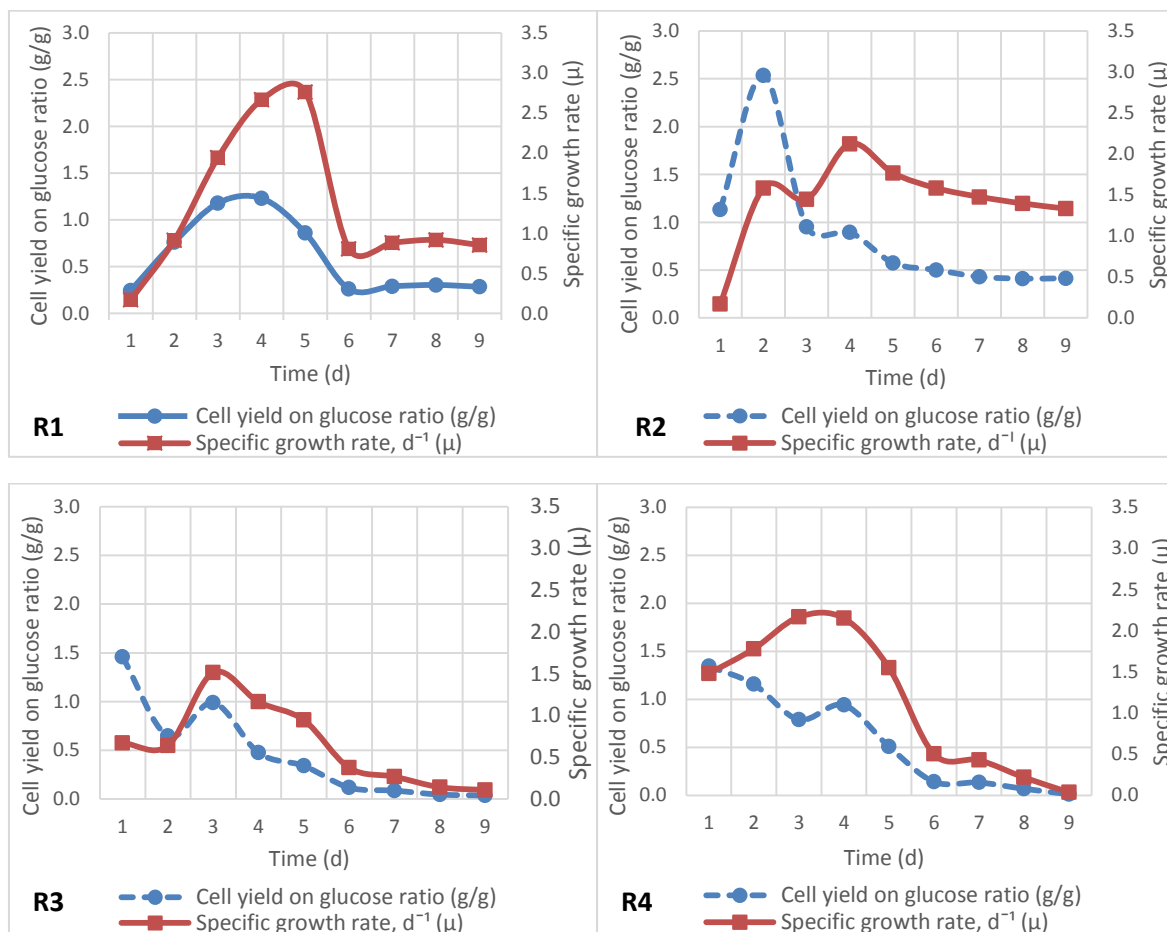 Cell yield on glucose ratio (g/g)
3.0
2.5
2.0
1.5
1.0
0.5
0.0
3.5
3.0
2.5
2.0
1.5
1.0
0.5
0.0
Specific growth rate (µ)
1 2 3 4 5 6 7 8 9
Time (d)
R1
Cell yield on glucose ratio (g/g)
Specific growth rate, d⁻¹ (µ)
Cell yield on glucose ratio (g/g)
3.0
2.5
2.0
1.5
1.0
0.5
0.0
3.5
3.0
2.5
2.0
1.5
1.0
0.5
0.0
Specific growth rate (µ)
1 2 3 4 5 6 7 8 9
Time (d)
R2
Cell yield on glucose ratio (g/g)
Specific growth rate, d⁻ˡ (µ)
Cell yield on glucose ratio (g/g)
3.0
2.5
2.0
1.5
1.0
0.5
0.0
3.5
3.0
2.5
2.0
1.5
1.0
0.5
0.0
Specific growth rate (µ)
1 2 3 4 5 6 7 8 9
Time (d)
R3
Cell yield on glucose ratio (g/g)
Specific growth rate, d⁻¹ (µ)
Cell yield on glucose ratio (g/g)
3.0
2.5
2.0
1.5
1.0
0.5
0.0
3.5
3.0
2.5
2.0
1.5
1.0
0.5
0.0
Specific growth rate (µ)
1 2 3 4 5 6 7 8 9
Time (d)
R4
Cell yield on glucose ratio (g/g)
Specific growth rate, d⁻¹ (µ)